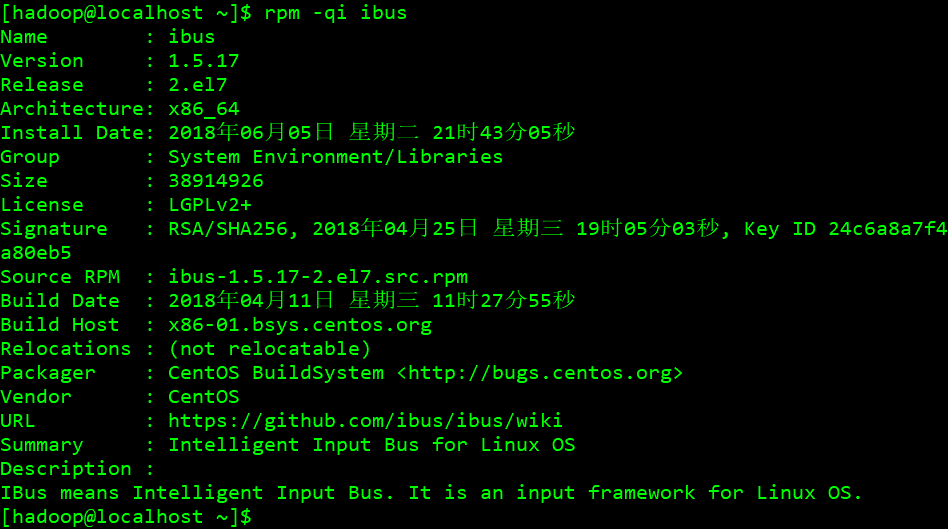 [hadoop@localhost ~]$ rpm -qi ibus
Name        : ibus
Version     : 1.5.17
Release     : 2.el7
Architecture: x86_64
Install Date: 2018年06月05日 星期二 21时43分05秒
Group       : System Environment/Libraries
Size        : 38914926
License     : LGPLv2+
Signature   : RSA/SHA256, 2018年04月25日 星期三 19时05分03秒, Key ID 24c6a8a7f4
a80eb5
Source RPM  : ibus-1.5.17-2.el7.src.rpm
Build Date  : 2018年04月11日 星期三 11时27分55秒
Build Host  : x86-01.bsys.centos.org
Relocations : (not relocatable)
Packager    : CentOS BuildSystem <http://bugs.centos.org>
Vendor      : CentOS
URL         : https://github.com/ibus/ibus/wiki
Summary     : Intelligent Input Bus for Linux OS
Description :
IBus means Intelligent Input Bus. It is an input framework for Linux OS.
[hadoop@localhost ~]$